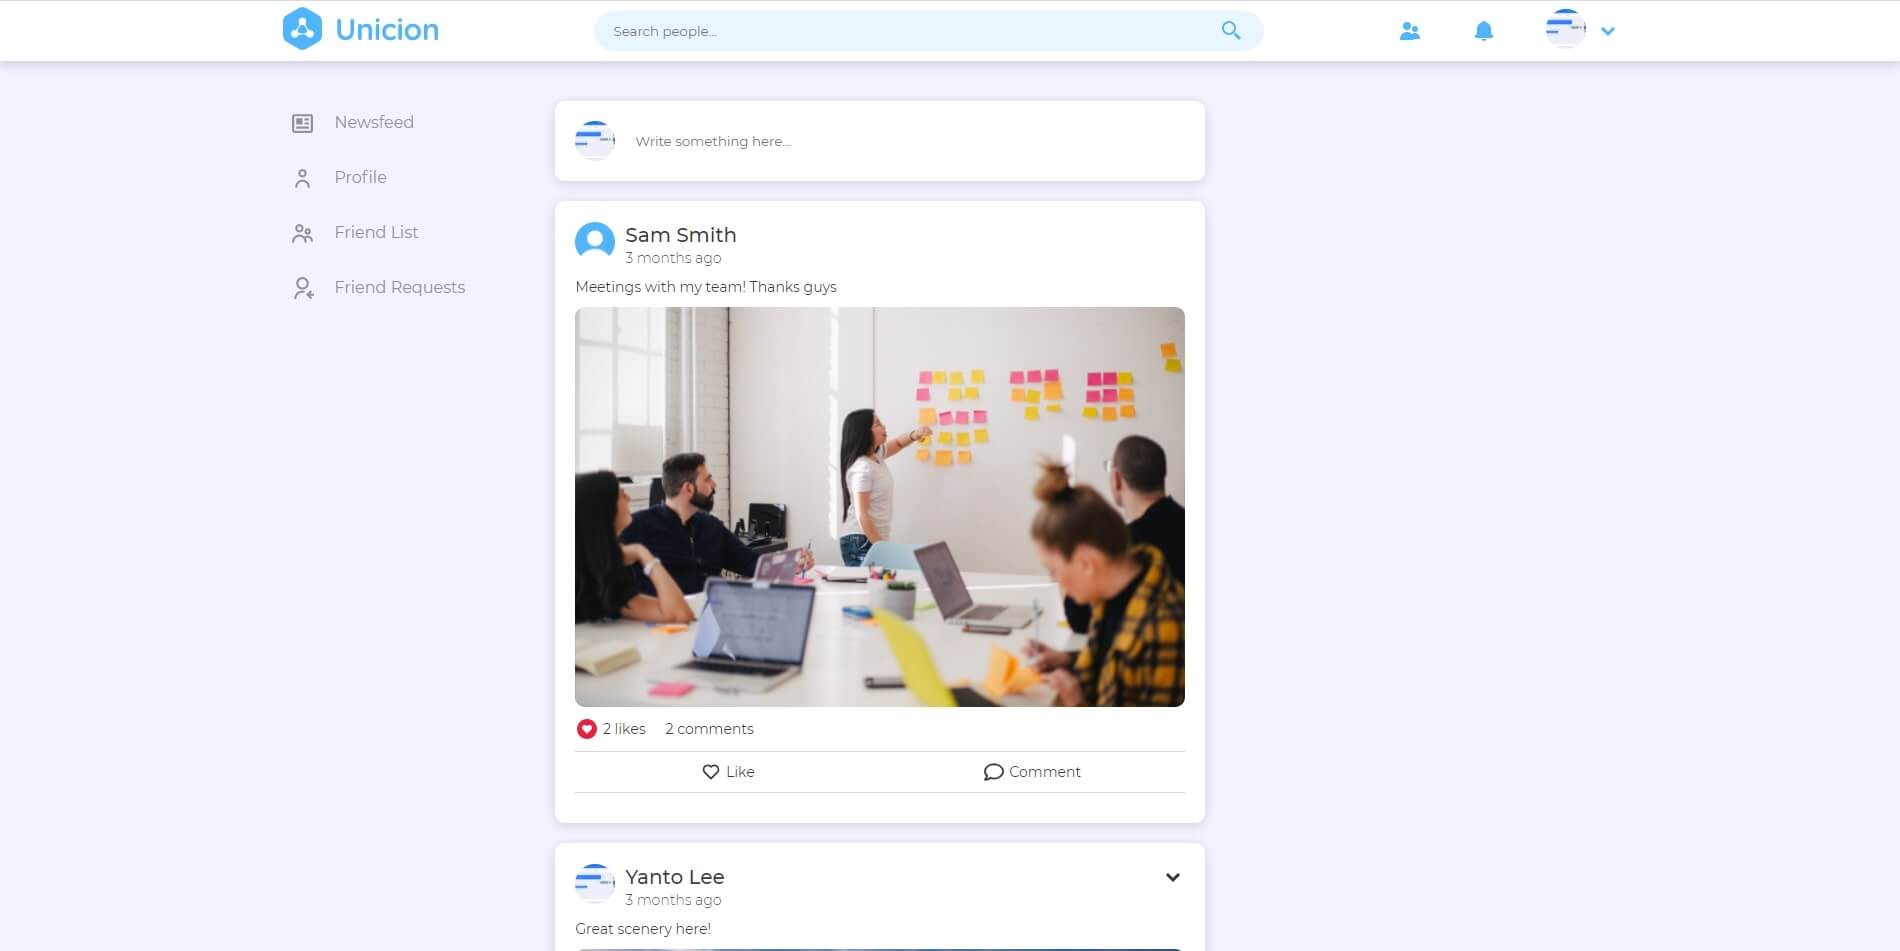 Unicion
Search people...
Newsfeed
Profile
Friend List
Friend Requests
Write something here...
Sam Smith
3 months ago
Meetings with my team! Thanks guys
2 likes 2 comments
Like Comment
Yanto Lee
3 months ago
Great scenery here!